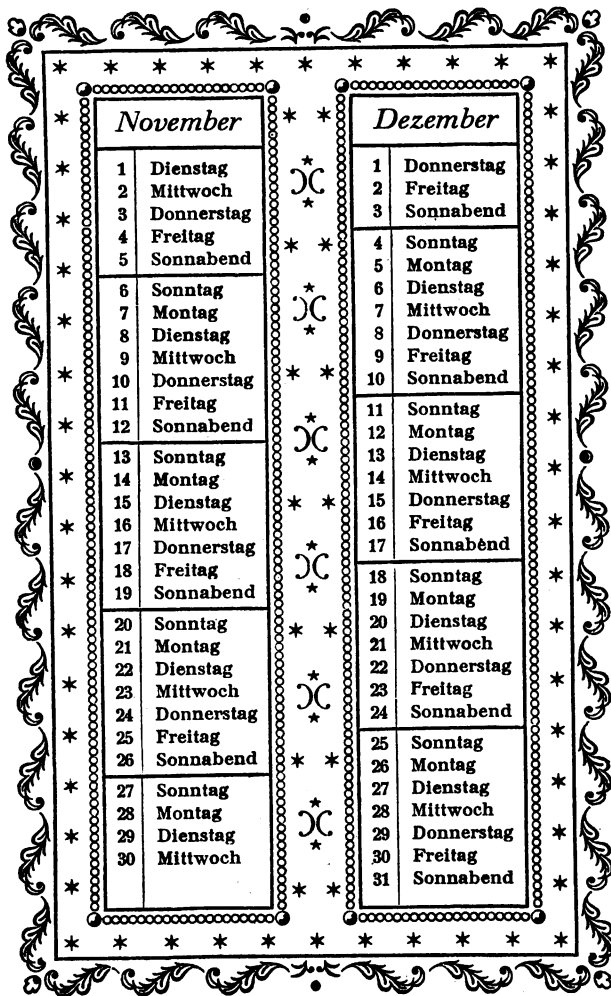 November
1 Dienstag
2 Mittwoch
3 Donnerstag
4 Freitag
5 Sonnabend
6 Sonntag
7 Montag
8 Dienstag
9 Mittwoch
10 Donnerstag
11 Freitag
12 Sonnabend
13 Sonntag
14 Montag
15 Dienstag
16 Mittwoch
17 Donnerstag
18 Freitag
19 Sonnabend
20 Sonntag
21 Montag
22 Dienstag
23 Mittwoch
24 Donnerstag
25 Freitag
26 Sonnabend
27 Sonntag
28 Montag
29 Dienstag
30 Mittwoch
Dezember
1 Donnerstag
2 Freitag
3 Sonnabend
4 Sonntag
5 Montag
6 Dienstag
7 Mittwoch
8 Donnerstag
9 Freitag
10 Sonnabend
11 Sonntag
12 Montag
13 Dienstag
14 Mittwoch
15 Donnerstag
16 Freitag
17 Sonnabend
18 Sonntag
19 Montag
20 Dienstag
21 Mittwoch
22 Donnerstag
23 Freitag
24 Sonnabend
25 Sonntag
26 Montag
27 Dienstag
28 Mittwoch
29 Donnerstag
30 Freitag
31 Sonnabend